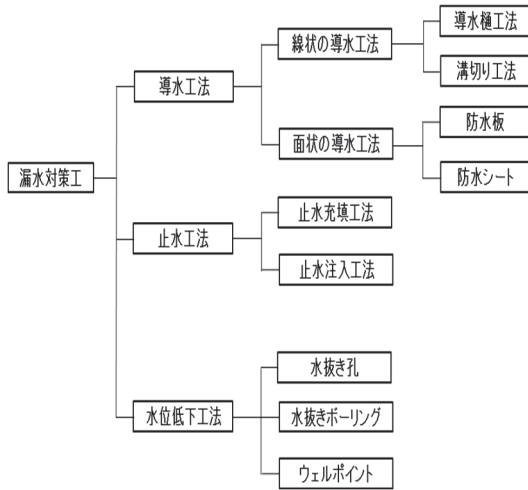 漏水対策工
導水工法
線状の導水工法
導水樋工法
溝切り工法
面状の導水工法
防水板
防水シート
止水工法
止水充填工法
止水注入工法
水位低下工法
水抜き孔
水抜きボーリング
ウェルポイント